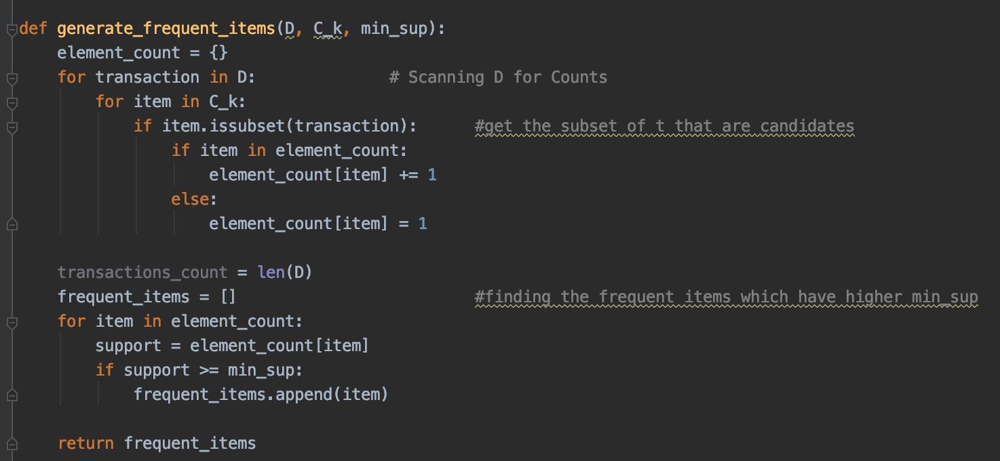 def generate_frequent_items(D, C_k, min_sup):
    element_count = {}
    for transaction in D:              # Scanning D for Counts
        for item in C_k:
            if item.issubset(transaction):      #get the subset of t that are candidates
                if item in element_count:
                    element_count[item] += 1
                else:
                    element_count[item] = 1

    transactions_count = len(D)
    frequent_items = []                         #finding the frequent items which have higher min_sup
    for item in element_count:
        support = element_count[item]
        if support >= min_sup:
            frequent_items.append(item)

    return frequent_items